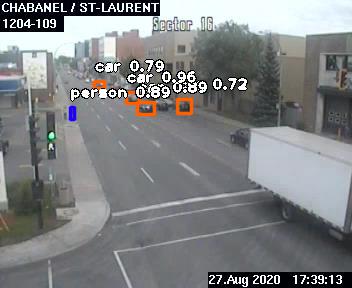 CHABANEL / ST-LAURENT
1204-109
Sector 16
car 0.79
car 0.96
0.89 0.72
person 0.89
27.Aug 2020 17:39:13